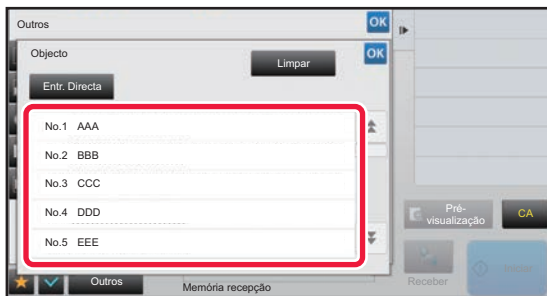 Outros
OK
Objecto
OK
Limpar
Entr. Directa
No.1 AAA
No.2 BBB
No.3 CCC
No.4 DDD
No.5 EEE
Pré-
visualização
CA
Outros
Memória recepção
Receber
Iniciar